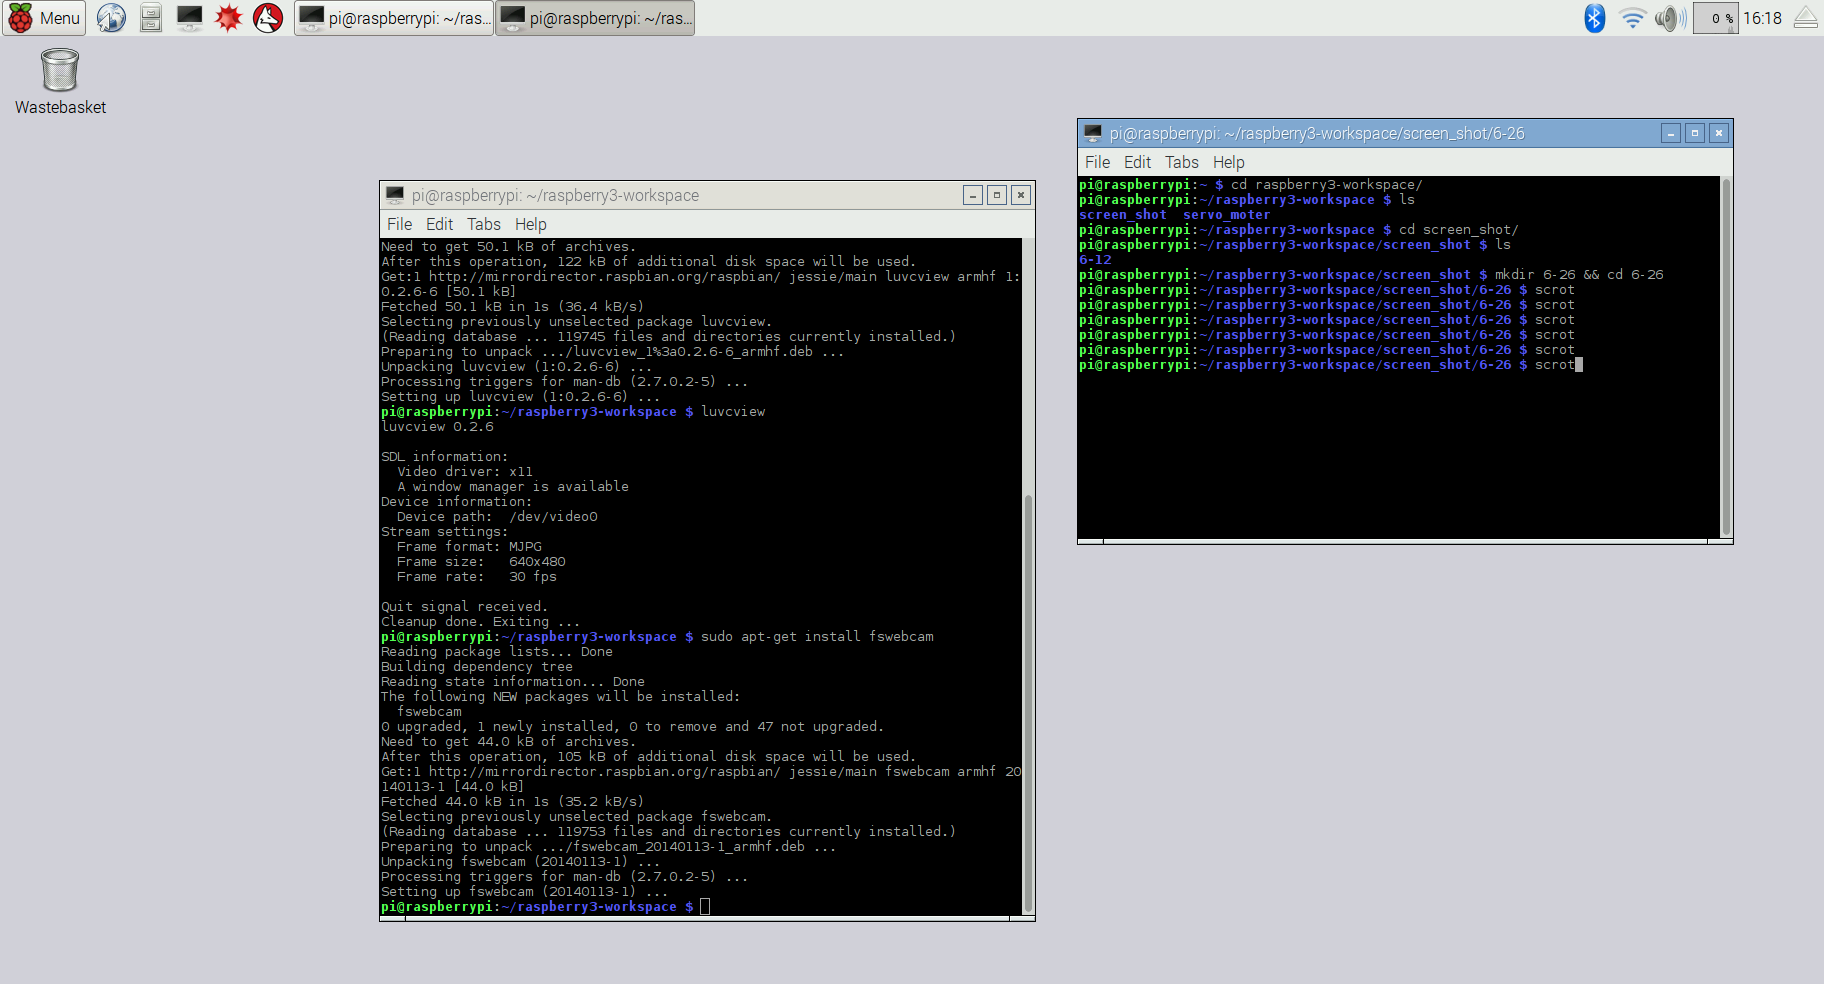 Menu
pi@raspberrypi: ~/ras...
pi@raspberrypi: ~/ras...
0 %
16:18
Wastebasket
pi@raspberrypi: ~/raspberry3-workspace
File Edit Tabs Help
Need to get 50.1 kB of archives.
After this operation, 122 kB of additional disk space will be used.
Get:1 http://mirrordirector.raspbian.org/raspbian/ jessie/main luvcview armhf 1:
0.2.6-6 [50.1 kB]
Fetched 50.1 kB in 1s (36.4 kB/s)
Selecting previously unselected package luvcview.
(Reading database ... 119745 files and directories currently installed.)
Preparing to unpack .../luvcview_1%3a0.2.6-6_armhf.deb ...
Unpacking luvcview (1:0.2.6-6) ...
Processing triggers for man-db (2.7.0.2-5) ...
Setting up luvcview (1:0.2.6-6) ...
pi@raspberrypi:~/raspberry3-workspace $ luvcview
luvcview 0.2.6
SDL information:
  Video driver: x11
  A window manager is available
Device information:
  Device path:  /dev/video0
Stream settings:
  Frame format: MJPG
  Frame size:   640x480
  Frame rate:   30 fps
Quit signal received.
Cleanup done. Exiting ...
pi@raspberrypi:~/raspberry3-workspace $ sudo apt-get install fswebcam
Reading package lists... Done
Building dependency tree
Reading state information... Done
The following NEW packages will be installed:
  fswebcam
0 upgraded, 1 newly installed, 0 to remove and 47 not upgraded.
Need to get 44.0 kB of archives.
After this operation, 105 kB of additional disk space will be used.
Get:1 http://mirrordirector.raspbian.org/raspbian/ jessie/main fswebcam armhf 20
140113-1 [44.0 kB]
Fetched 44.0 kB in 1s (35.2 kB/s)
Selecting previously unselected package fswebcam.
(Reading database ... 119753 files and directories currently installed.)
Preparing to unpack .../fswebcam_20140113-1_armhf.deb ...
Unpacking fswebcam (20140113-1) ...
Processing triggers for man-db (2.7.0.2-5) ...
Setting up fswebcam (20140113-1) ...
pi@raspberrypi:~/raspberry3-workspace $
pi@raspberrypi: ~/raspberry3-workspace/screen_shot/6-26
File Edit Tabs Help
pi@raspberrypi:~ $ cd raspberry3-workspace/
pi@raspberrypi:~/raspberry3-workspace $ ls
screen_shot  servo_moter
pi@raspberrypi:~/raspberry3-workspace $ cd screen_shot/
pi@raspberrypi:~/raspberry3-workspace/screen_shot $ ls
6-12
pi@raspberrypi:~/raspberry3-workspace/screen_shot $ mkdir 6-26 && cd 6-26
pi@raspberrypi:~/raspberry3-workspace/screen_shot/6-26 $ scrot
pi@raspberrypi:~/raspberry3-workspace/screen_shot/6-26 $ scrot
pi@raspberrypi:~/raspberry3-workspace/screen_shot/6-26 $ scrot
pi@raspberrypi:~/raspberry3-workspace/screen_shot/6-26 $ scrot
pi@raspberrypi:~/raspberry3-workspace/screen_shot/6-26 $ scrot
pi@raspberrypi:~/raspberry3-workspace/screen_shot/6-26 $ scrot